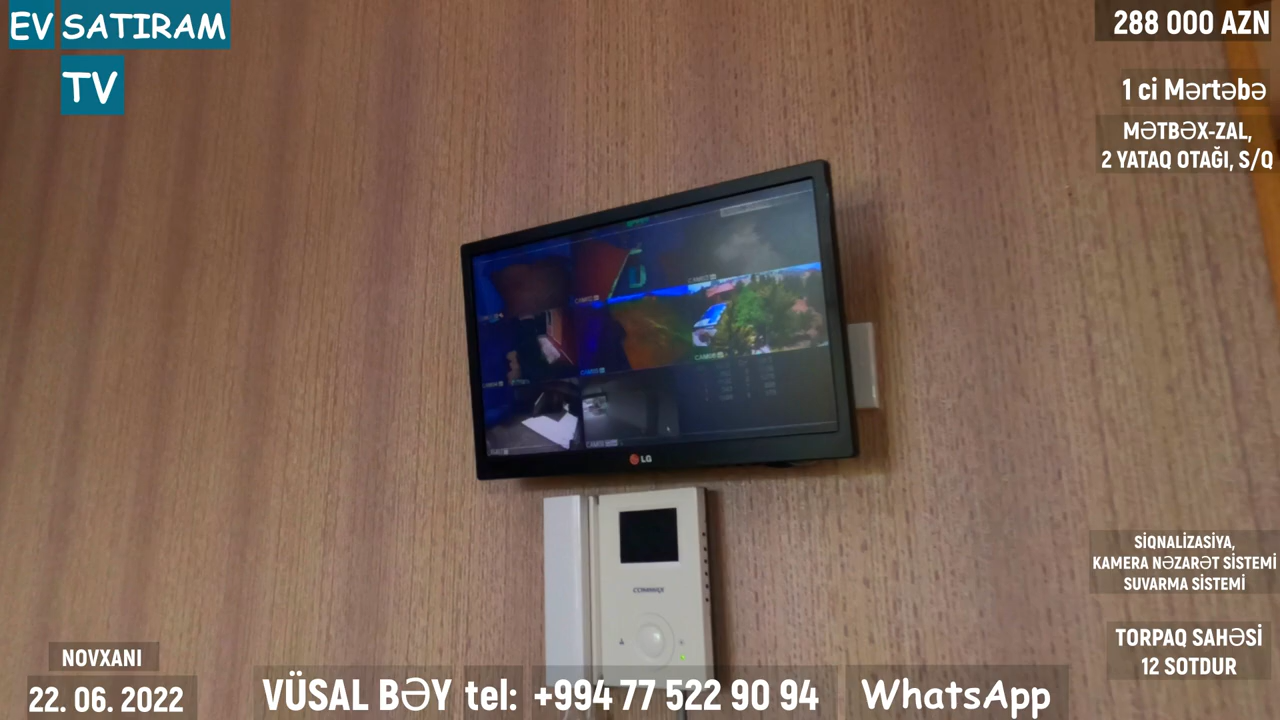 EV SATIRAM
TV
288 000 AZN
1 ci Mərtəbə
MƏTBƏX-ZAL,
2 YATAQ OTAĞI, S/Q
LG
COMMAX
SİQNALİZASİYA,
KAMERA NƏZARƏT SİSTEMİ
SUVARMA SİSTEMİ
TORPAQ SAHƏSİ
12 SOTDUR
NOVXANI
22. 06. 2022
VÜSAL BƏY tel: +994 77 522 90 94 WhatsApp